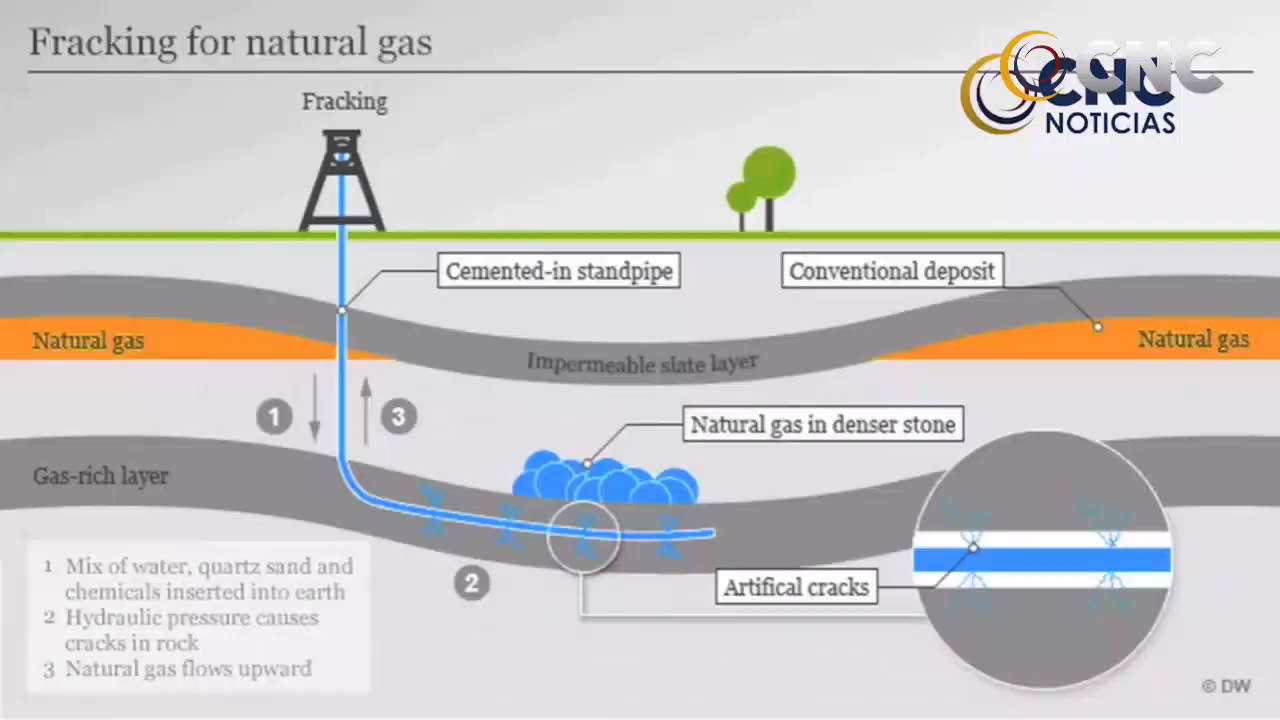 Fracking for natural gas
CNC
CNC
NOTICIAS
Fracking
Cemented-in standpipe
Conventional deposit
Natural gas
Impermeable slate layer
Natural gas
1
3
Natural gas in denser stone
Gas-rich layer
2
Artifical cracks
1 Mix of water, quartz sand and
chemicals inserted into earth
2 Hydraulic pressure causes
cracks in rock
3 Natural gas flows upward
© DW